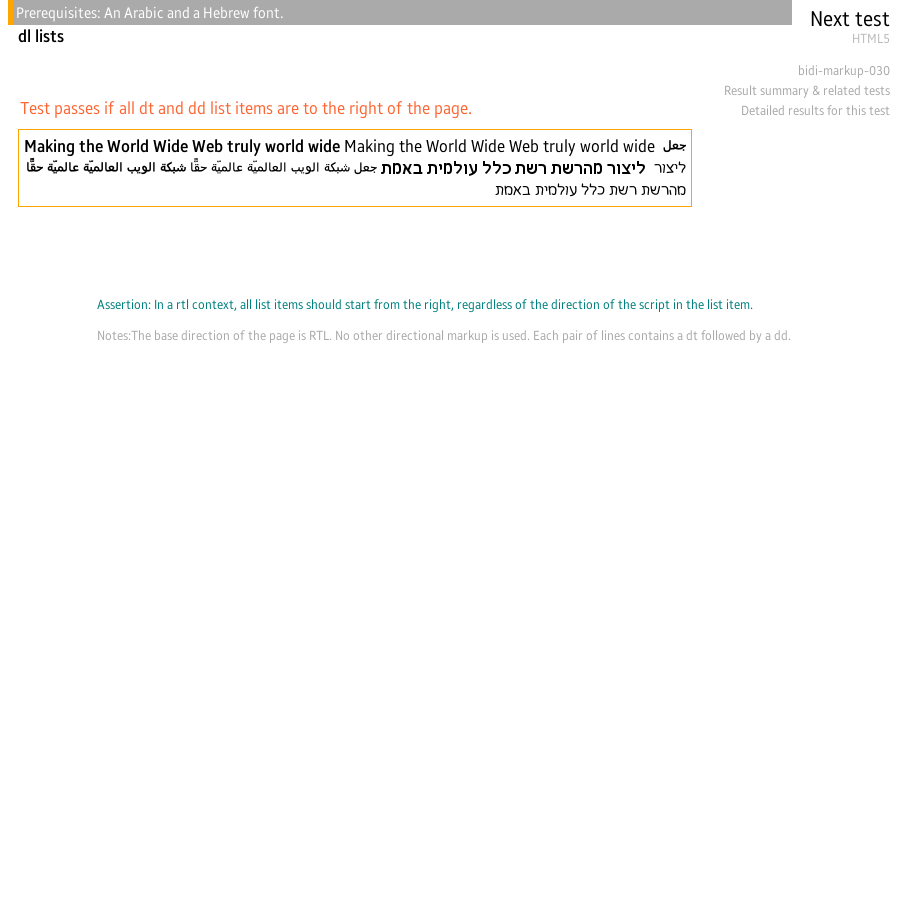 Prerequisites: An Arabic and a Hebrew font.
Next test
dl lists
HTML5
bidi-markup-030
Result summary & related tests
Detailed results for this test
Test passes if all dt and dd list items are to the right of the page.
Making the World Wide Web truly world wide Making the World Wide Web truly world wide جعل
شبكة الويب العالميّة عالميّة حقًّا جعل شبكة الويب العالميّة عالميّة حقًّا ליצור מהרשת רשת כלל עולמית באמת ליצור
מהרשת רשת כלל עולמית באמת
Assertion: In a rtl context, all list items should start from the right, regardless of the direction of the script in the list item.
Notes:The base direction of the page is RTL. No other directional markup is used. Each pair of lines contains a dt followed by a dd.